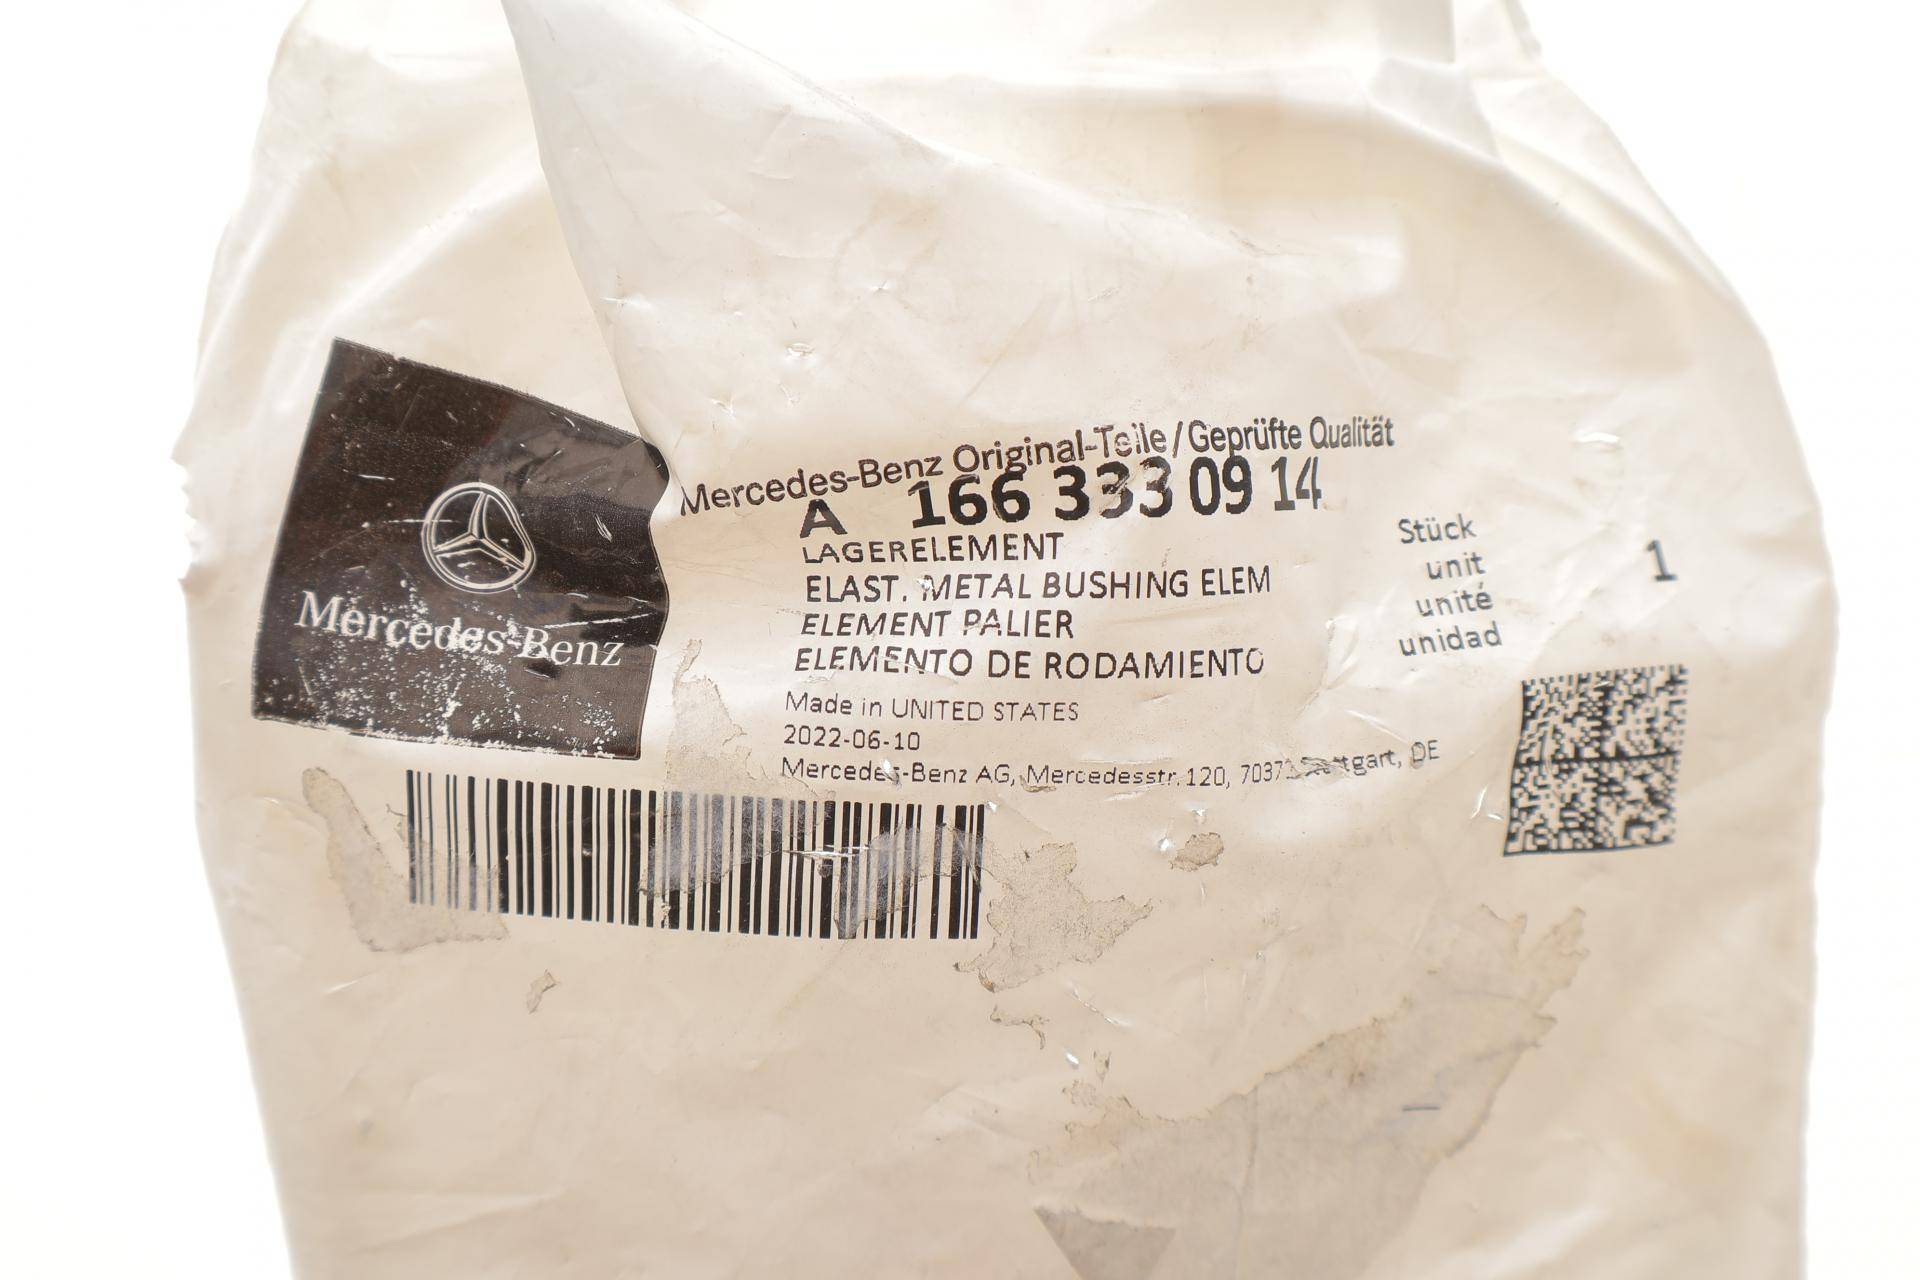 Mercedes-Benz
Mercedes-Benz Original-Teile/Geprüfte Qualität
A 166 333 09 14
LAGERELEMENT
ELAST. METAL BUSHING ELEM
ELEMENT PALIER
ELEMENTO DE RODAMIENTO
Stück
unit
unité
unidad
1
Made in UNITED STATES
2022-06-10
Mercedes-Benz AG, Mercedesstr. 120, Stuttgart, DE